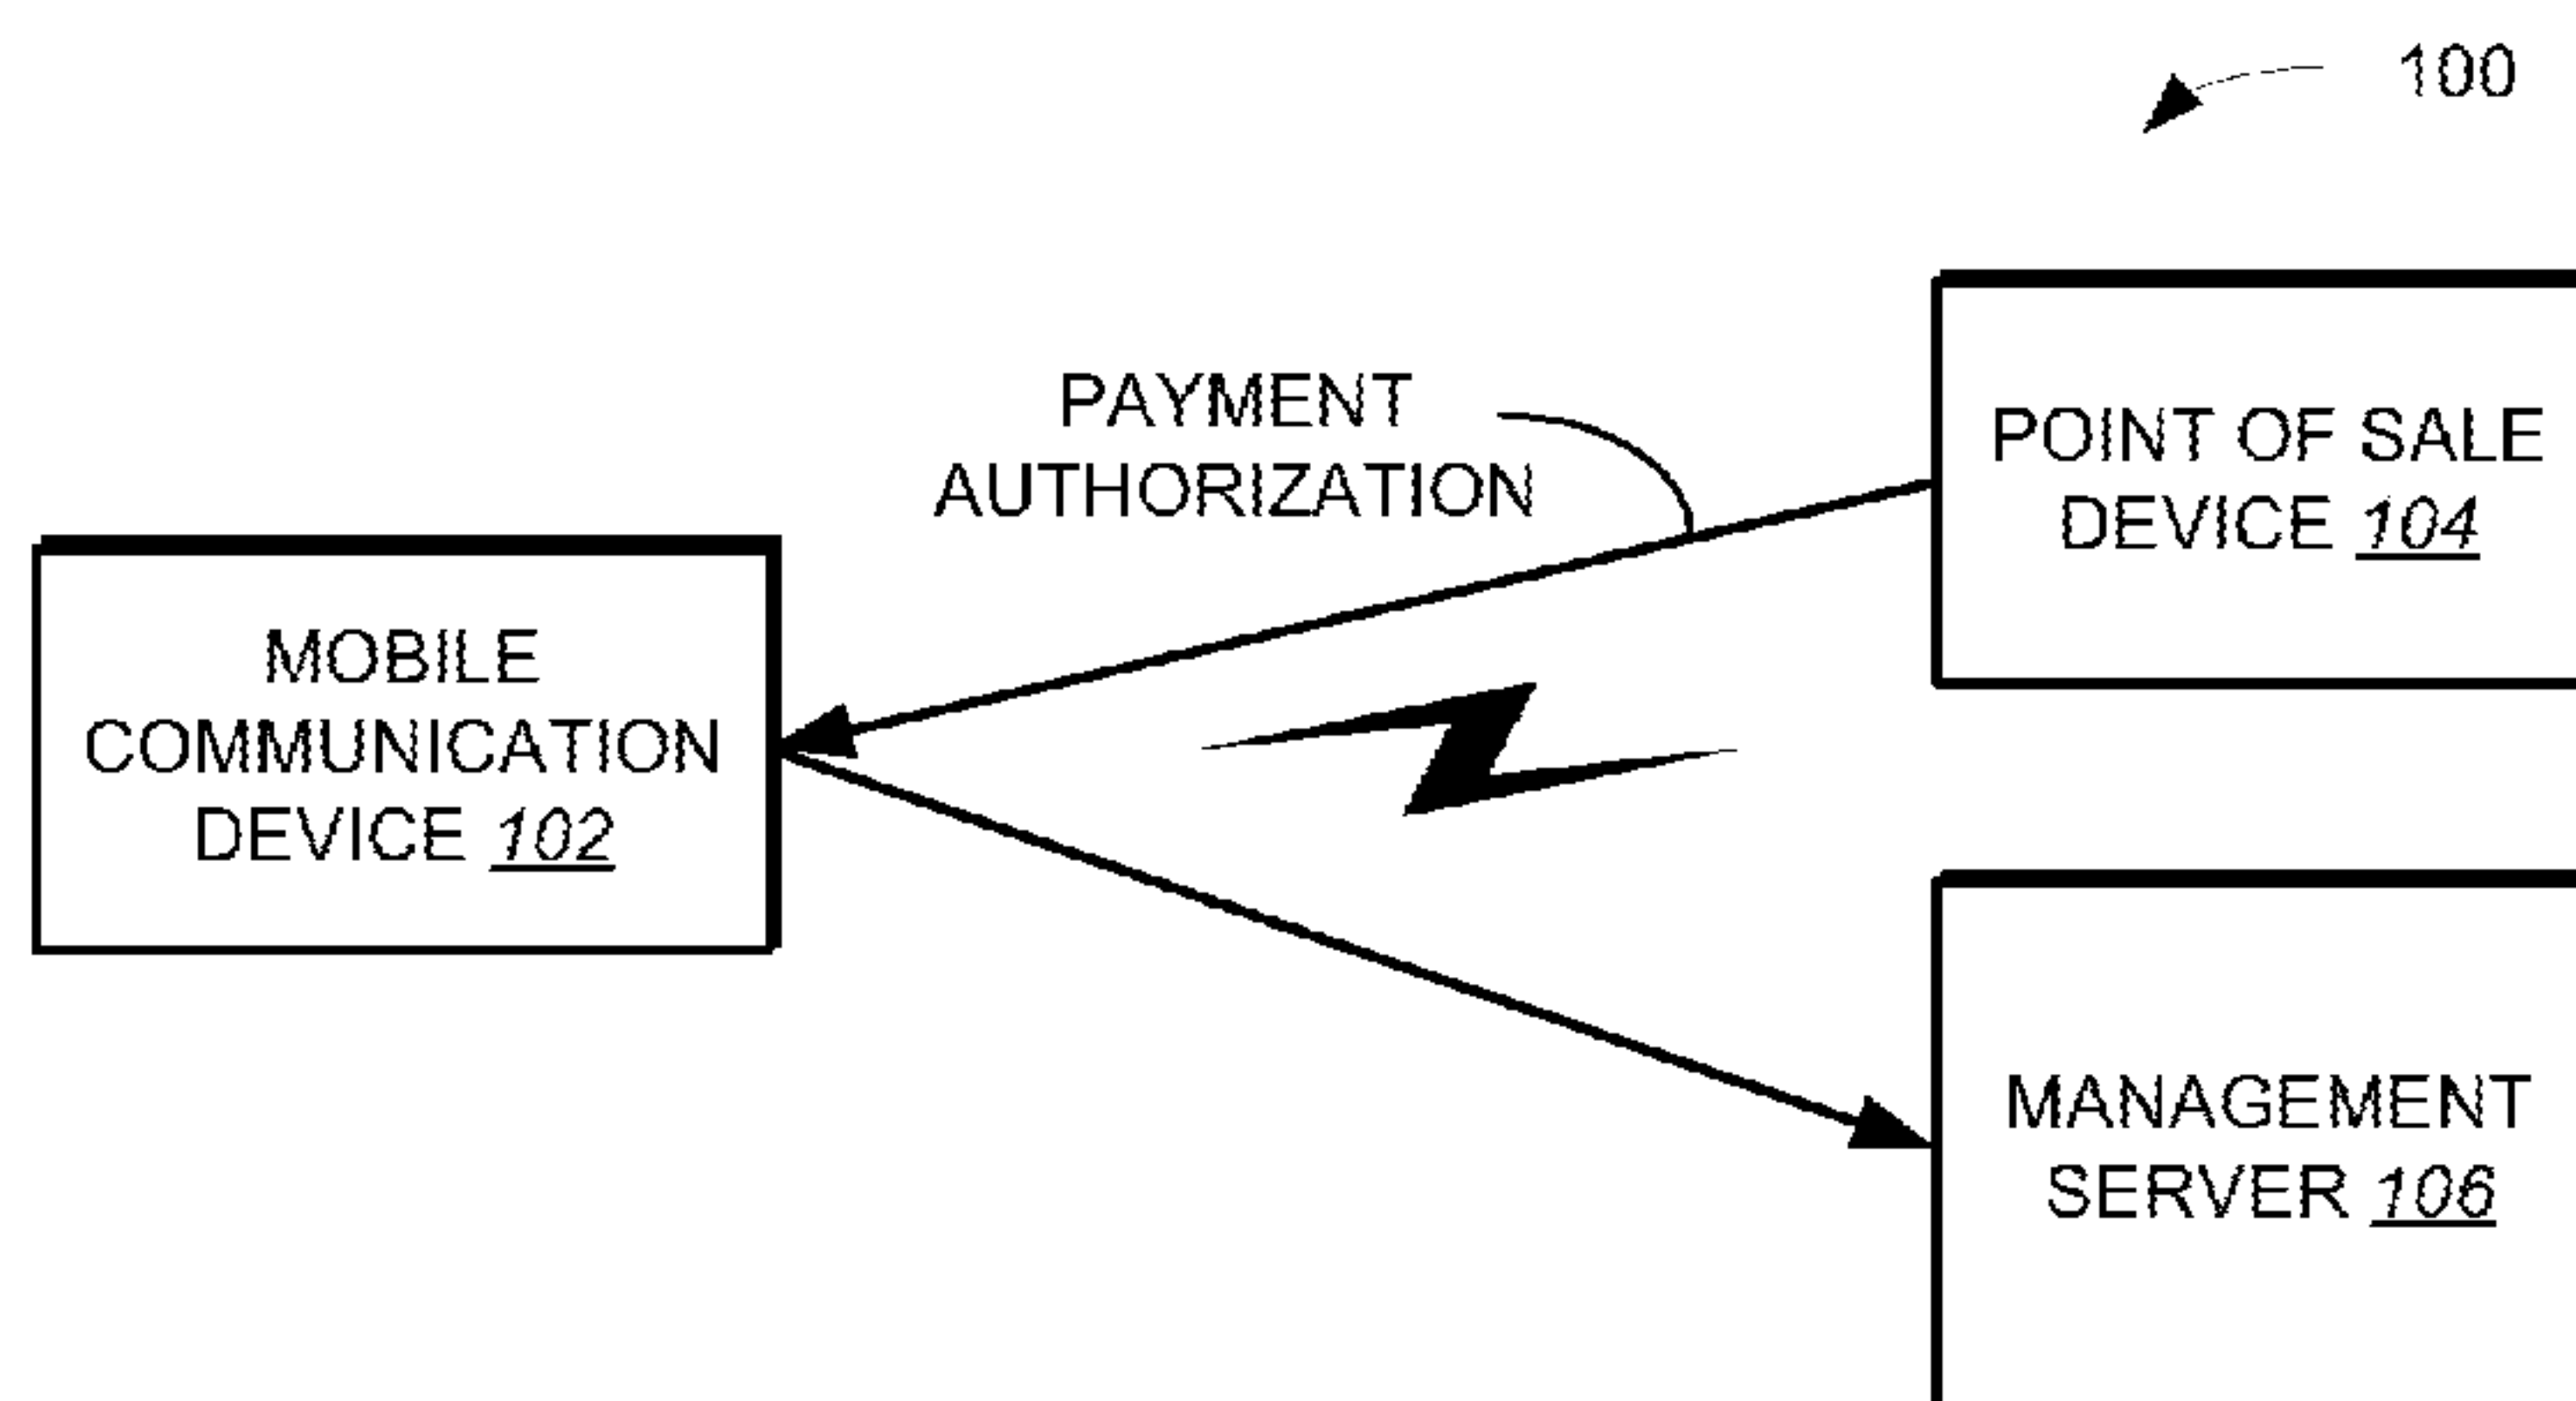 100
PAYMENT
AUTHORIZATION
POINT OF SALE
DEVICE 104
MOBILE
COMMUNICATION
DEVICE 102
MANAGEMENT
SERVER 106